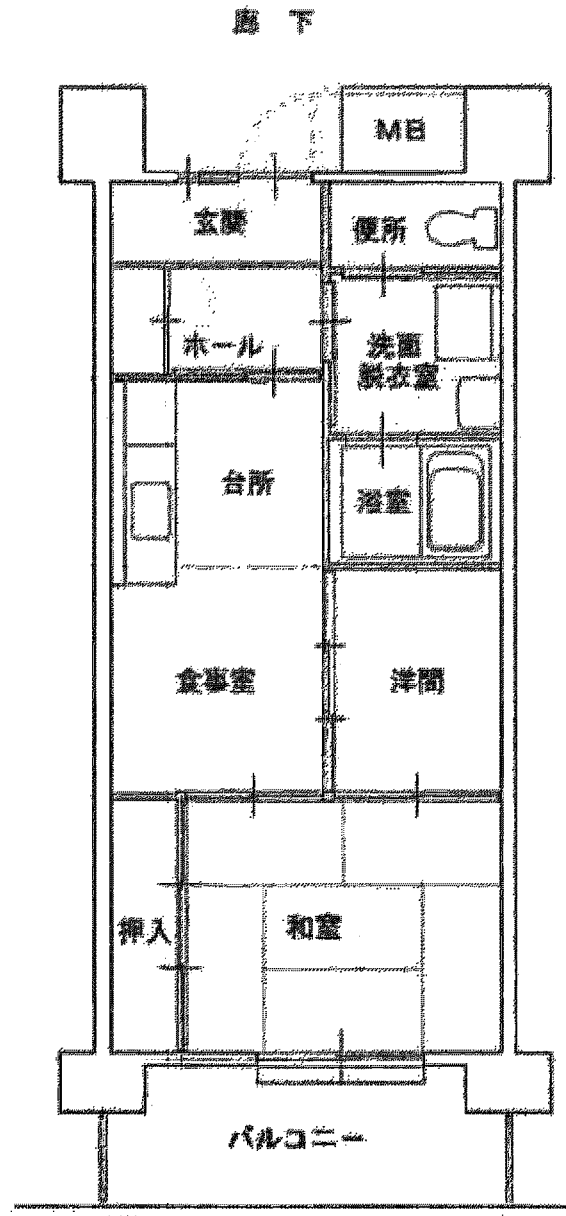 廊下
MB
玄関
便所
ホール
洗面
脱衣室
台所
浴室
食事室
洋間
押入
和室
バルコニー